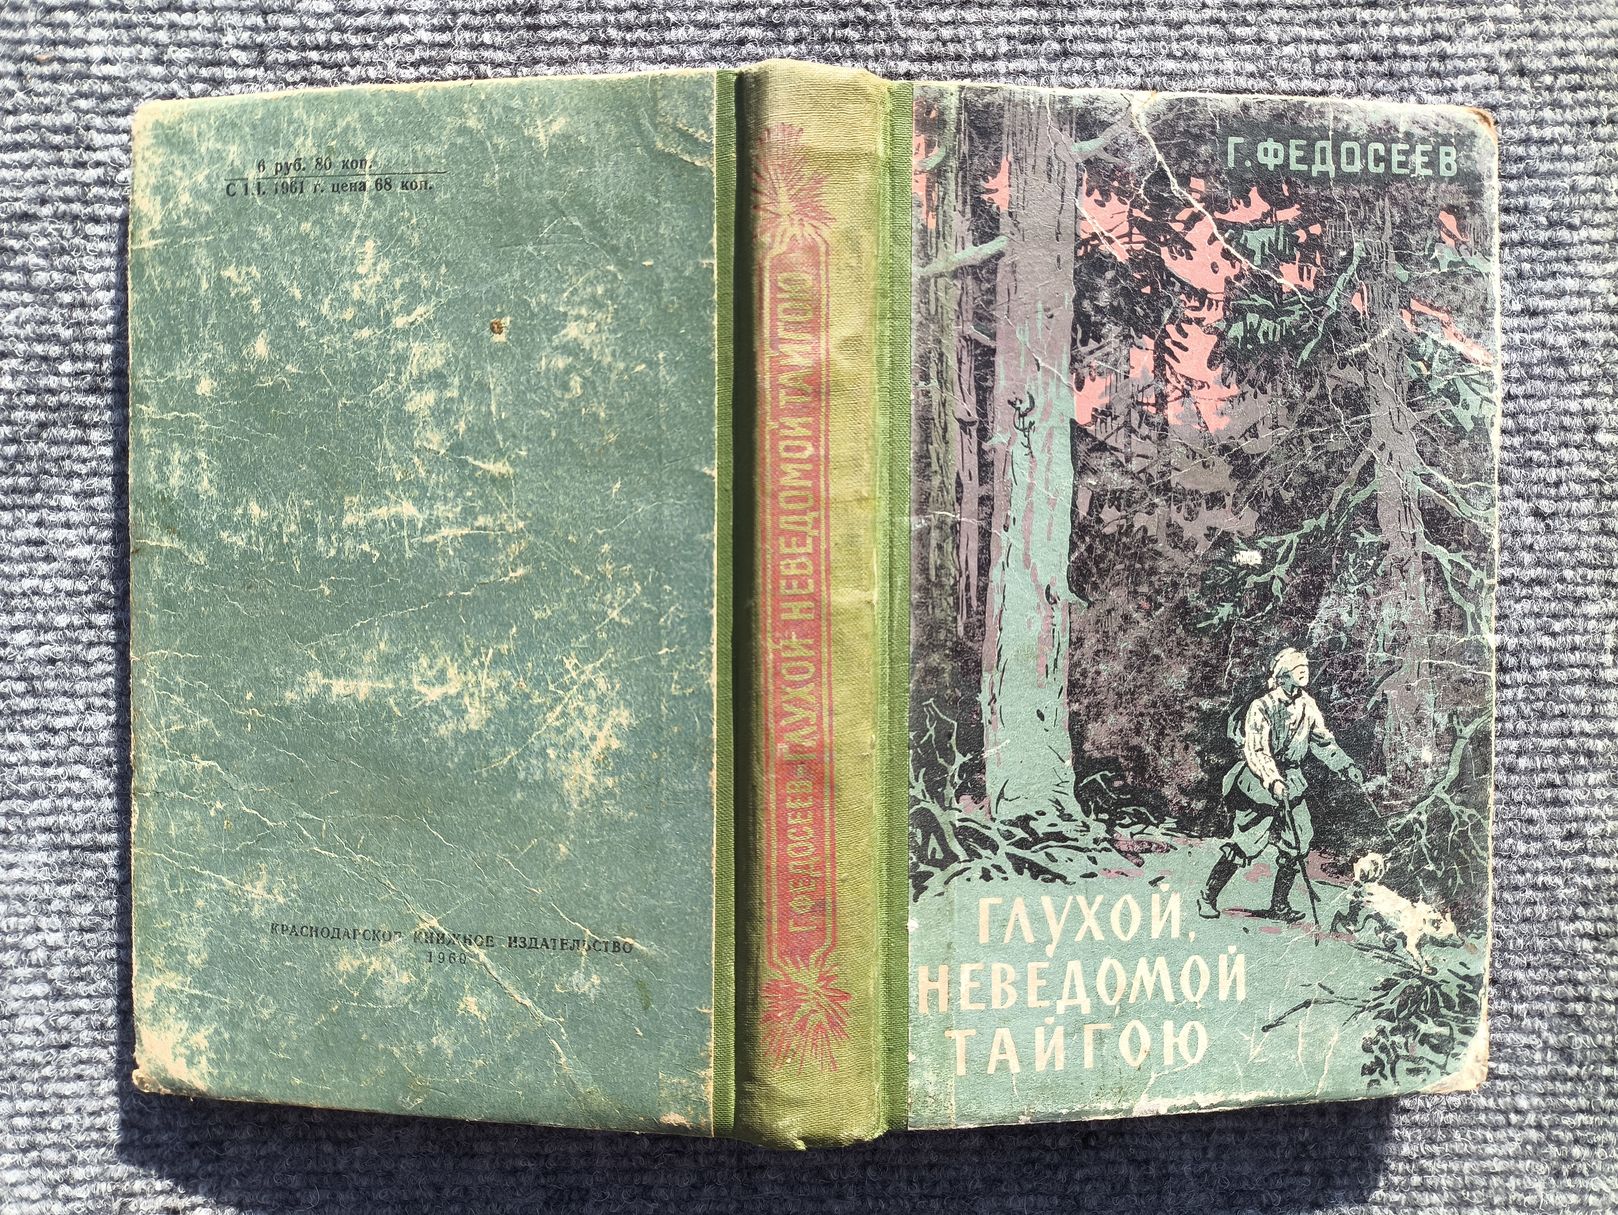 6 руб. 80 коп.
С 1.I. 1961 г. цена 68 коп.
КРАСНОДАРСКОЕ КНИЖНОЕ ИЗДАТЕЛЬСТВО
1960
Г. ФЕДОСЕЕВ-ГЛУХОЙ НЕВЕДОМОЙ ТАЙГОЮ
Г. ФЕДОСЕЕВ
ГЛУХОЙ,
НЕВЕДОМОЙ
ТАЙГОЮ